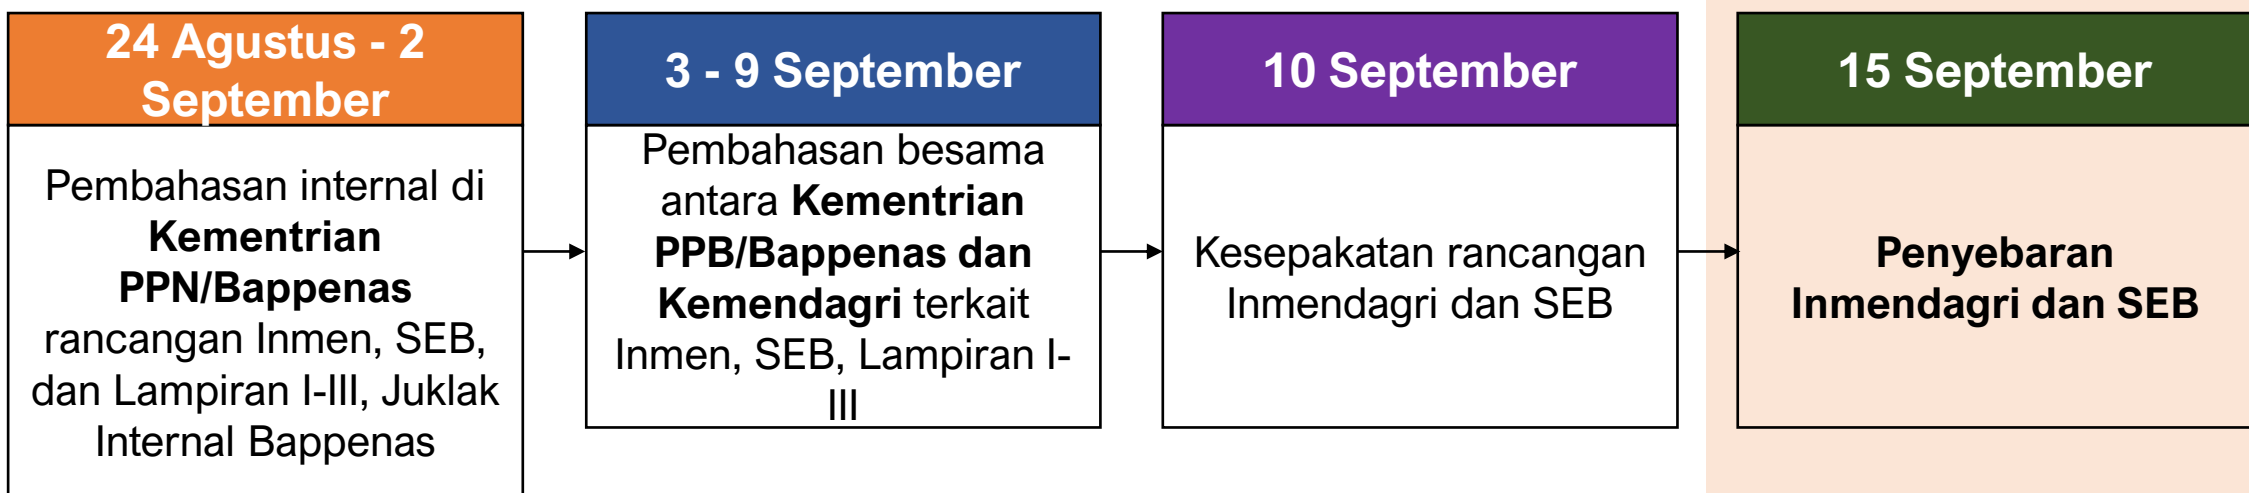 24 Agustus - 2
September
Pembahasan internal di
Kementrian
PPN/Bappenas
rancangan Inmen, SEB,
dan Lampiran I-III, Juklak
Internal Bappenas
3 - 9 September
Pembahasan besama
antara Kementrian
PPB/Bappenas dan
Kemendagri terkait
Inmen, SEB, Lampiran I-
III
10 September
Kesepakatan rancangan
Inmendagri dan SEB
15 September
Penyebaran
Inmendagri dan SEB